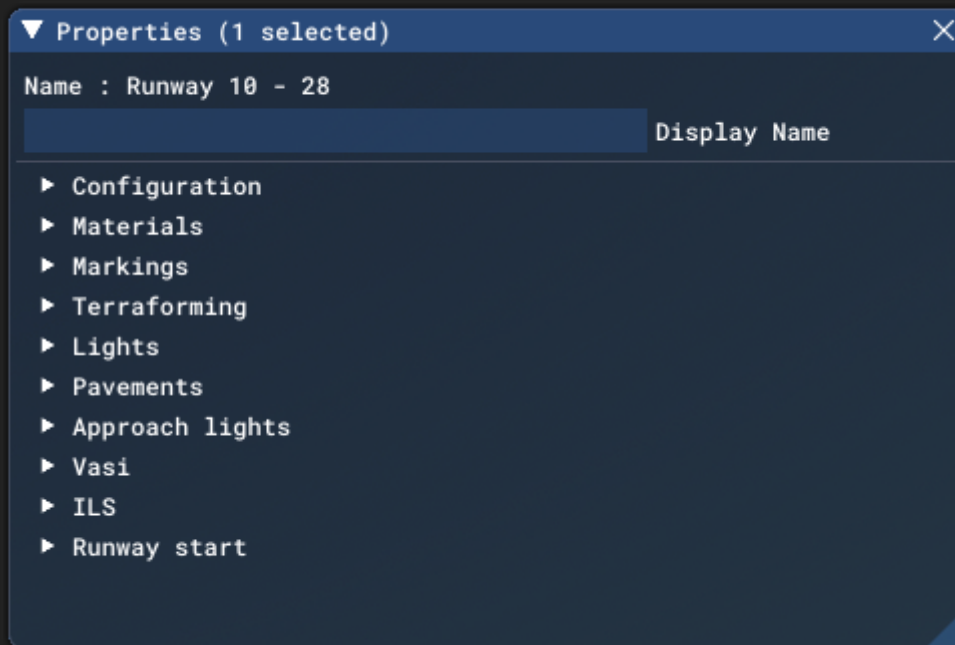 Properties (1 selected)
Name : Runway 10 - 28
Display Name
Configuration
Materials
Markings
Terraforming
Lights
Pavements
Approach lights
Vasi
ILS
Runway start